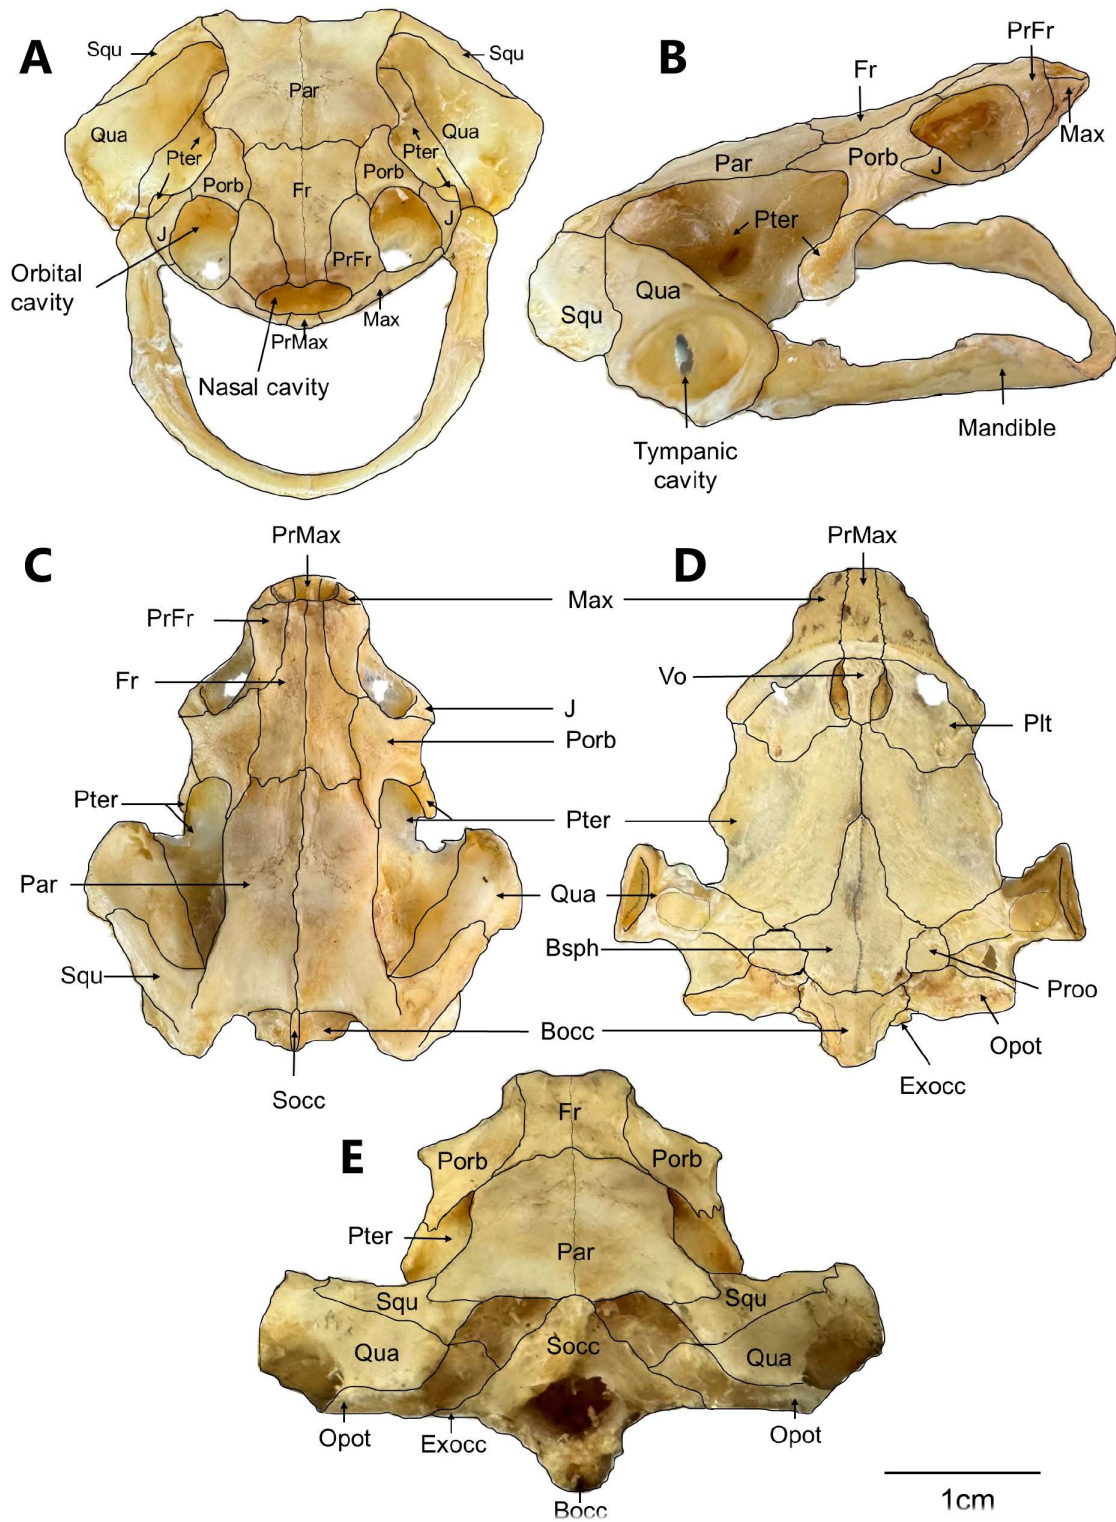 A
Squ
Squ
Par
Qua
Qua
Pter
Pter
Porb
Porb
Fr
J
J
PrFr
Orbital
cavity
Max
PrMax
Nasal cavity
B
PrFr
Fr
Max
Porb
J
Par
Pter
Qua
Squ
Mandible
Tympanic
cavity
C
PrMax
D
PrMax
Max
PrFr
Fr
Vo
J
Plt
Porb
Pter
Pter
Par
Qua
Bsph
Squ
Proo
Bocc
Opot
Exocc
Socc
E
Fr
Porb
Porb
Pter
Par
Squ
Squ
Socc
Qua
Qua
Opot
Exocc
Opot
Bocc
1cm